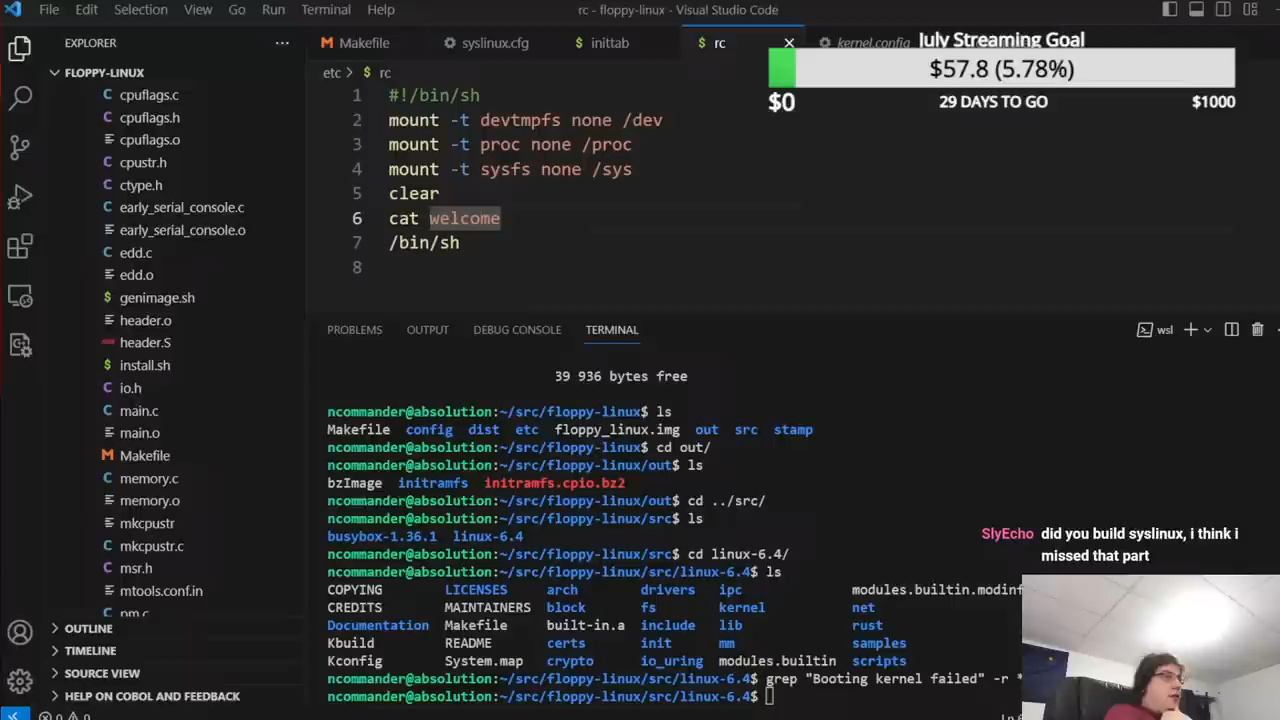 File Edit Selection View Go Run Terminal Help
rc - floppy-linux - Visual Studio Code
EXPLORER
FLOPPY-LINUX
cpuflags.c
cpuflags.h
cpuflags.o
cpustr.h
ctype.h
early_serial_console.c
early_serial_console.o
edd.c
edd.o
genimage.sh
header.o
header.S
install.sh
io.h
main.c
main.o
Makefile
memory.c
memory.o
mkcpustr
mkcpustr.c
msr.h
mtools.conf.in
pm.c
OUTLINE
TIMELINE
SOURCE VIEW
HELP ON COBOL AND FEEDBACK
0 0
Makefile syslinux.cfg inittab rc kernel.config
July Streaming Goal
$57.8 (5.78%)
$0 29 DAYS TO GO $1000
etc > $ rc
1 #!/bin/sh
2 mount -t devtmpfs none /dev
3 mount -t proc none /proc
4 mount -t sysfs none /sys
5 clear
6 cat welcome
7 /bin/sh
8
PROBLEMS OUTPUT DEBUG CONSOLE TERMINAL
wsl
39 936 bytes free
ncommander@absolution:~/src/floppy-linux$ ls
Makefile config dist etc floppy_linux.img out src stamp
ncommander@absolution:~/src/floppy-linux$ cd out/
ncommander@absolution:~/src/floppy-linux/out$ ls
bzImage initramfs initramfs.cpio.bz2
ncommander@absolution:~/src/floppy-linux/out$ cd ../src/
ncommander@absolution:~/src/floppy-linux/src$ ls
busybox-1.36.1 linux-6.4
ncommander@absolution:~/src/floppy-linux/src$ cd linux-6.4/
ncommander@absolution:~/src/floppy-linux/src/linux-6.4$ ls
COPYING LICENSES arch drivers ipc modules.builtin.modinf
CREDITS MAINTAINERS block fs kernel net
Documentation Makefile built-in.a include lib rust
Kbuild README certs init mm samples
Kconfig System.map crypto io_uring modules.builtin scripts
ncommander@absolution:~/src/floppy-linux/src/linux-6.4$ grep "Booting kernel failed" -r *
ncommander@absolution:~/src/floppy-linux/src/linux-6.4$
SlyEcho did you build syslinux, i think i
missed that part